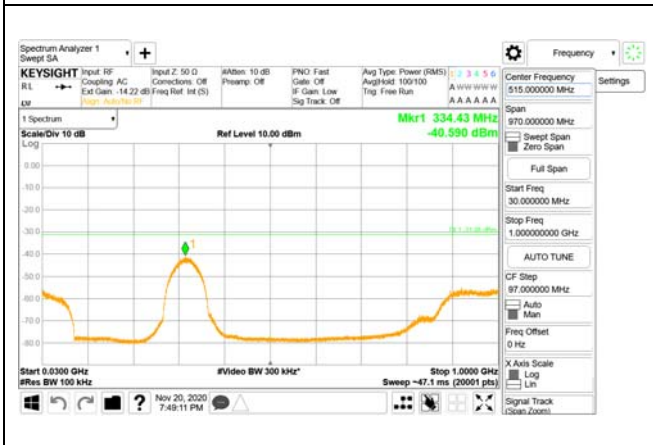 Spectrum Analyzer 1
Swept SA
Frequency
KEYSIGHT
Input: RF
Coupling: AC
Ext Gain: -14.22 dB
Align: Auto/No RF
Input Z: 50 Ω
Corrections: Off
Freq Ref: Int (S)
#Atten: 10 dB
Preamp: Off
PNO: Fast
Gate: Off
IF Gain: Low
Sig Track: Off
Avg Type: Power (RMS)
Avg|Hold: 100/100
Trig: Free Run
1 2 3 4 5 6
A W W W W W
A A A A A A
RL
1 Spectrum
Scale/Div 10 dB
Log
Ref Level 10.00 dBm
Mkr1 334.43 MHz
-40.590 dBm
0.00
-10.0
-20.0
-30.0
-40.0
-50.0
-60.0
-70.0
-80.0
1
Start 0.0300 GHz
#Res BW 100 kHz
#Video BW 300 kHz*
Stop 1.0000 GHz
Sweep ~47.1 ms (20001 pts)
Center Frequency
515.000000 MHz
Settings
Span
970.000000 MHz
Swept Span
Zero Span
Full Span
Start Freq
30.000000 MHz
Stop Freq
1.000000000 GHz
AUTO TUNE
CF Step
97.000000 MHz
Auto
Man
Freq Offset
0 Hz
X Axis Scale
Log
Lin
Signal Track
(Span Zoom)
?
Nov 20, 2020
7:49:11 PM